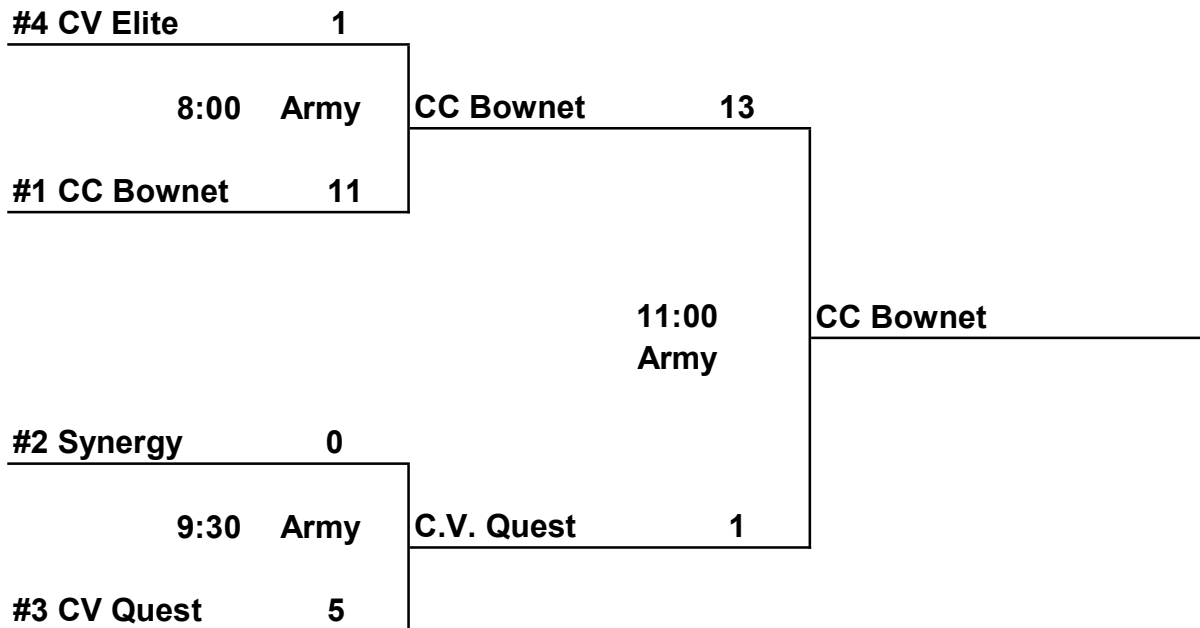 #4 CV Elite 1
8:00 Army CC Bownet 13
#1 CC Bownet 11
11:00 CC Bownet
Army
#2 Synergy 0
9:30 Army C.V. Quest 1
#3 CV Quest 5